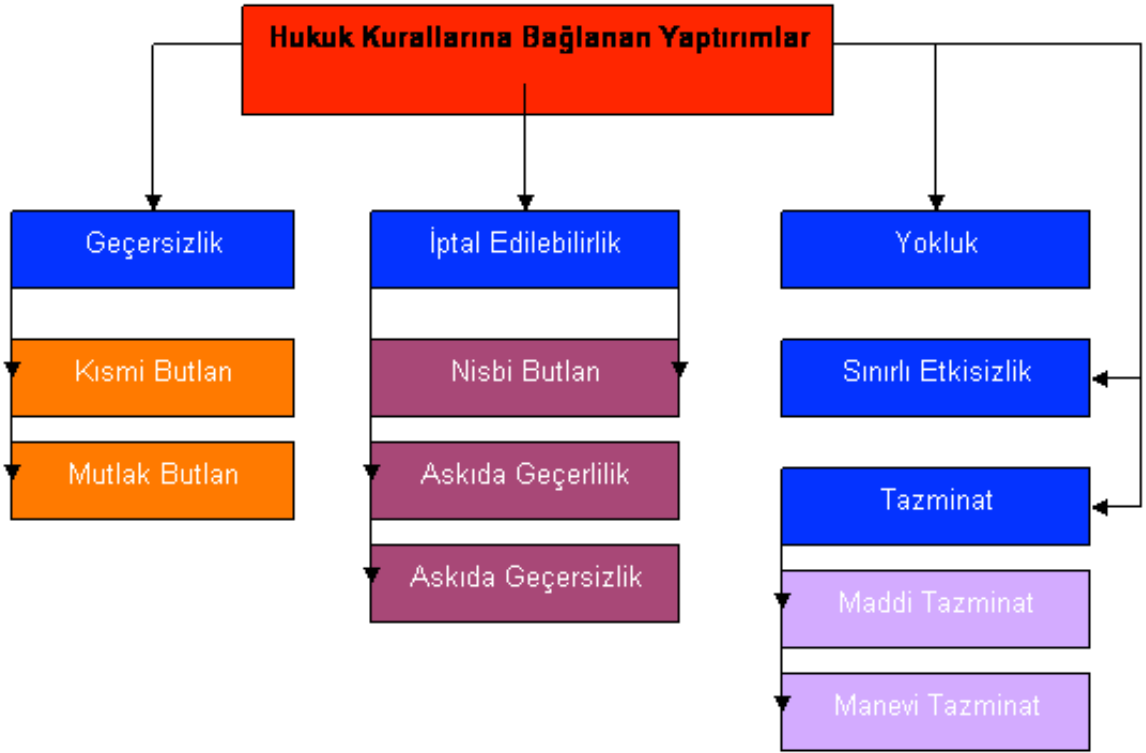 Hukuk Kurallarına Bağlanan Yaptırımlar
Geçersizlik
Kısmi Butlan
Mutlak Butlan
İptal Edilebilirlik
Nisbi Butlan
Askıda Geçerlilik
Askıda Geçersizlik
Yokluk
Sınırlı Etkisizlik
Tazminat
Maddi Tazminat
Manevi Tazminat